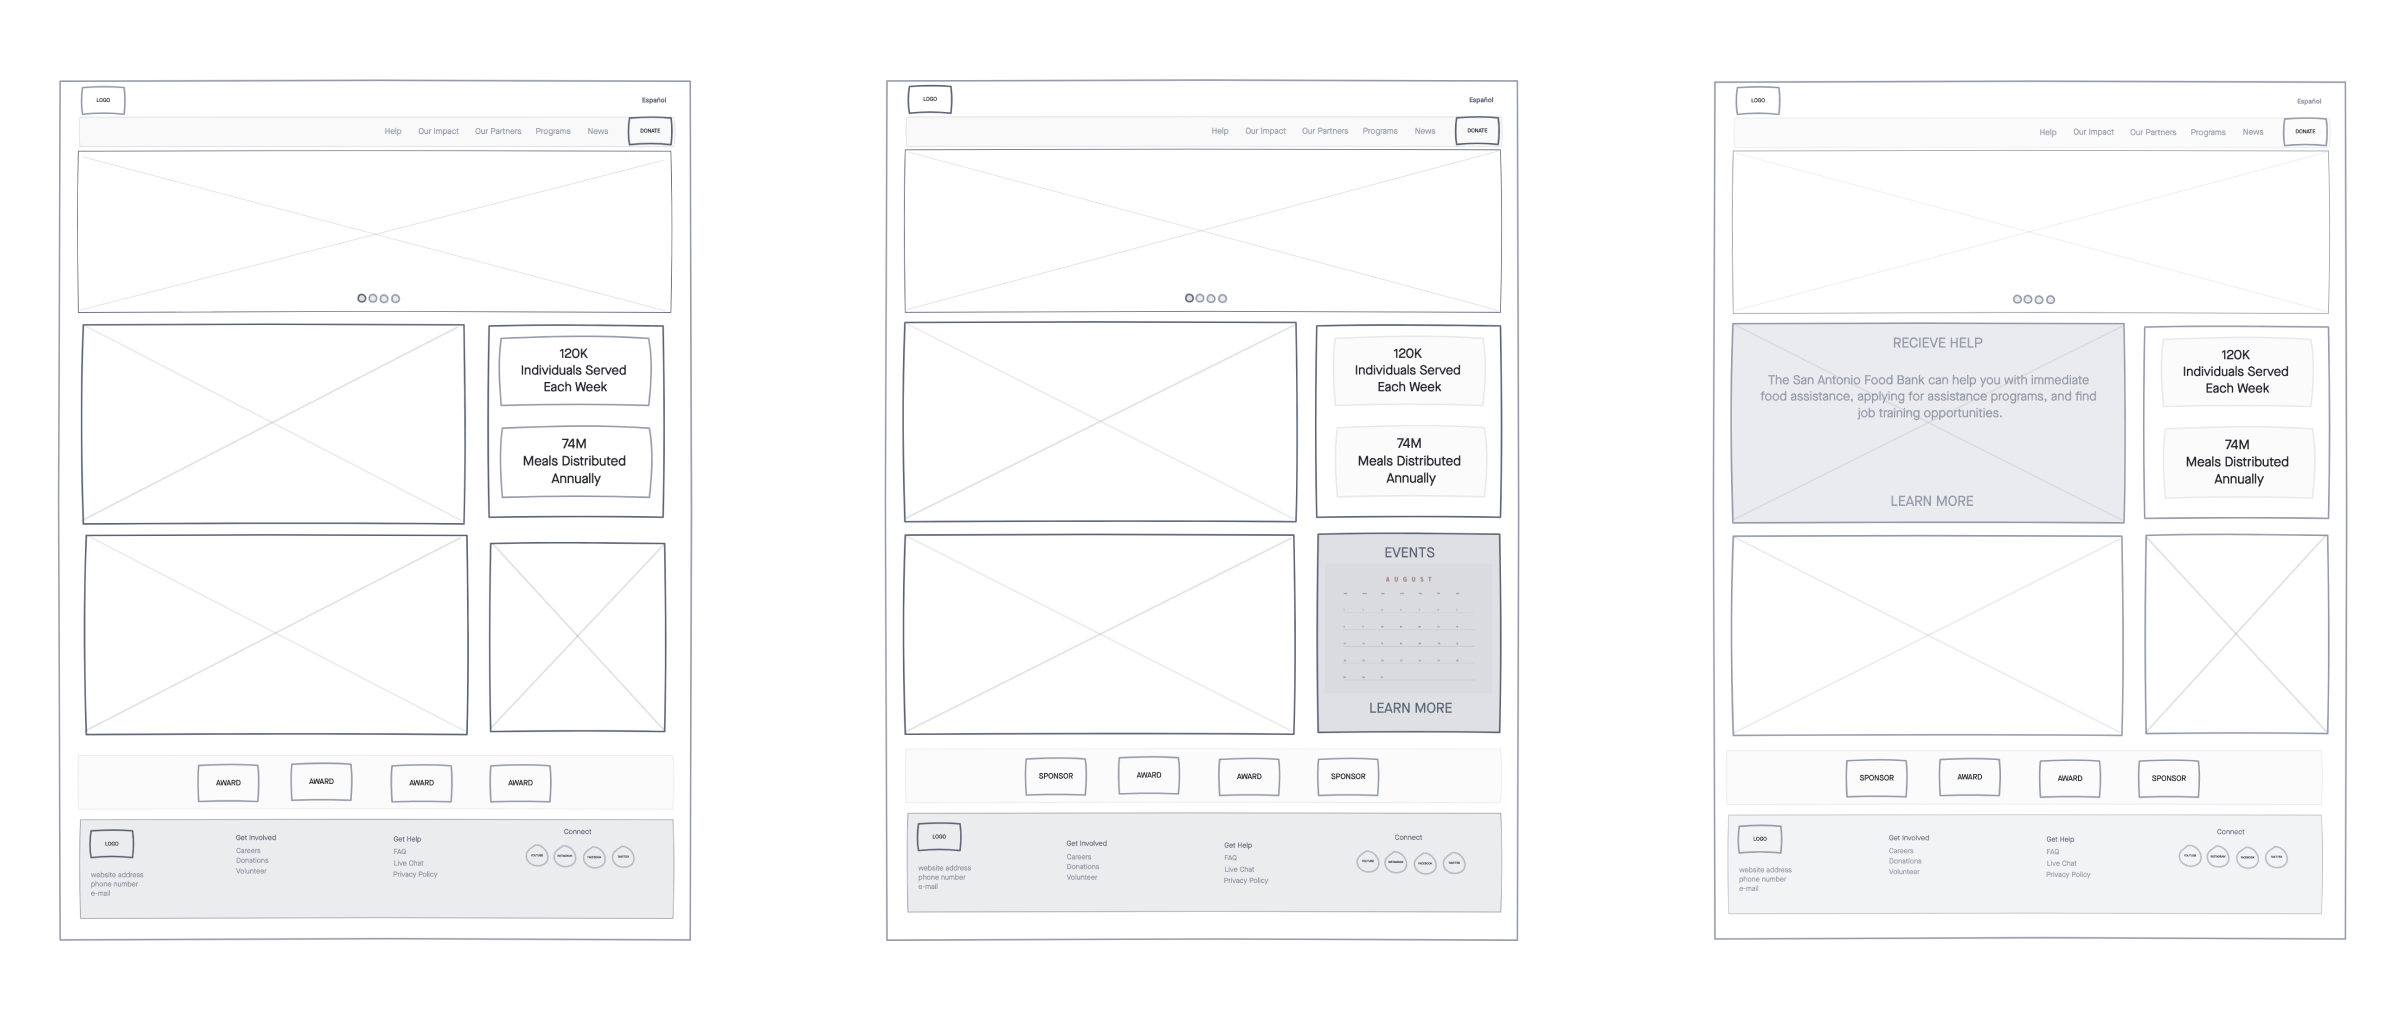 LOGO
Español
Help Our Impact Our Partners Programs News DONATE
120K
Individuals Served
Each Week
74M
Meals Distributed
Annually
AWARD AWARD AWARD AWARD
LOGO
website address
phone number
e-mail
Get Involved
Careers
Donations
Volunteer
Get Help
FAQ
Live Chat
Privacy Policy
Connect
YOUTUBE INSTAGRAM FACEBOOK TWITTER
LOGO
Español
Help Our Impact Our Partners Programs News DONATE
120K
Individuals Served
Each Week
74M
Meals Distributed
Annually
EVENTS
AUGUST
LEARN MORE
SPONSOR AWARD AWARD SPONSOR
LOGO
website address
phone number
e-mail
Get Involved
Careers
Donations
Volunteer
Get Help
FAQ
Live Chat
Privacy Policy
Connect
YOUTUBE INSTAGRAM FACEBOOK TWITTER
LOGO
Español
Help Our Impact Our Partners Programs News DONATE
RECIEVE HELP
The San Antonio Food Bank can help you with immediate
food assistance, applying for assistance programs, and find
job training opportunities.
LEARN MORE
120K
Individuals Served
Each Week
74M
Meals Distributed
Annually
SPONSOR AWARD AWARD SPONSOR
LOGO
website address
phone number
e-mail
Get Involved
Careers
Donations
Volunteer
Get Help
FAQ
Live Chat
Privacy Policy
Connect
YOUTUBE INSTAGRAM FACEBOOK TWITTER